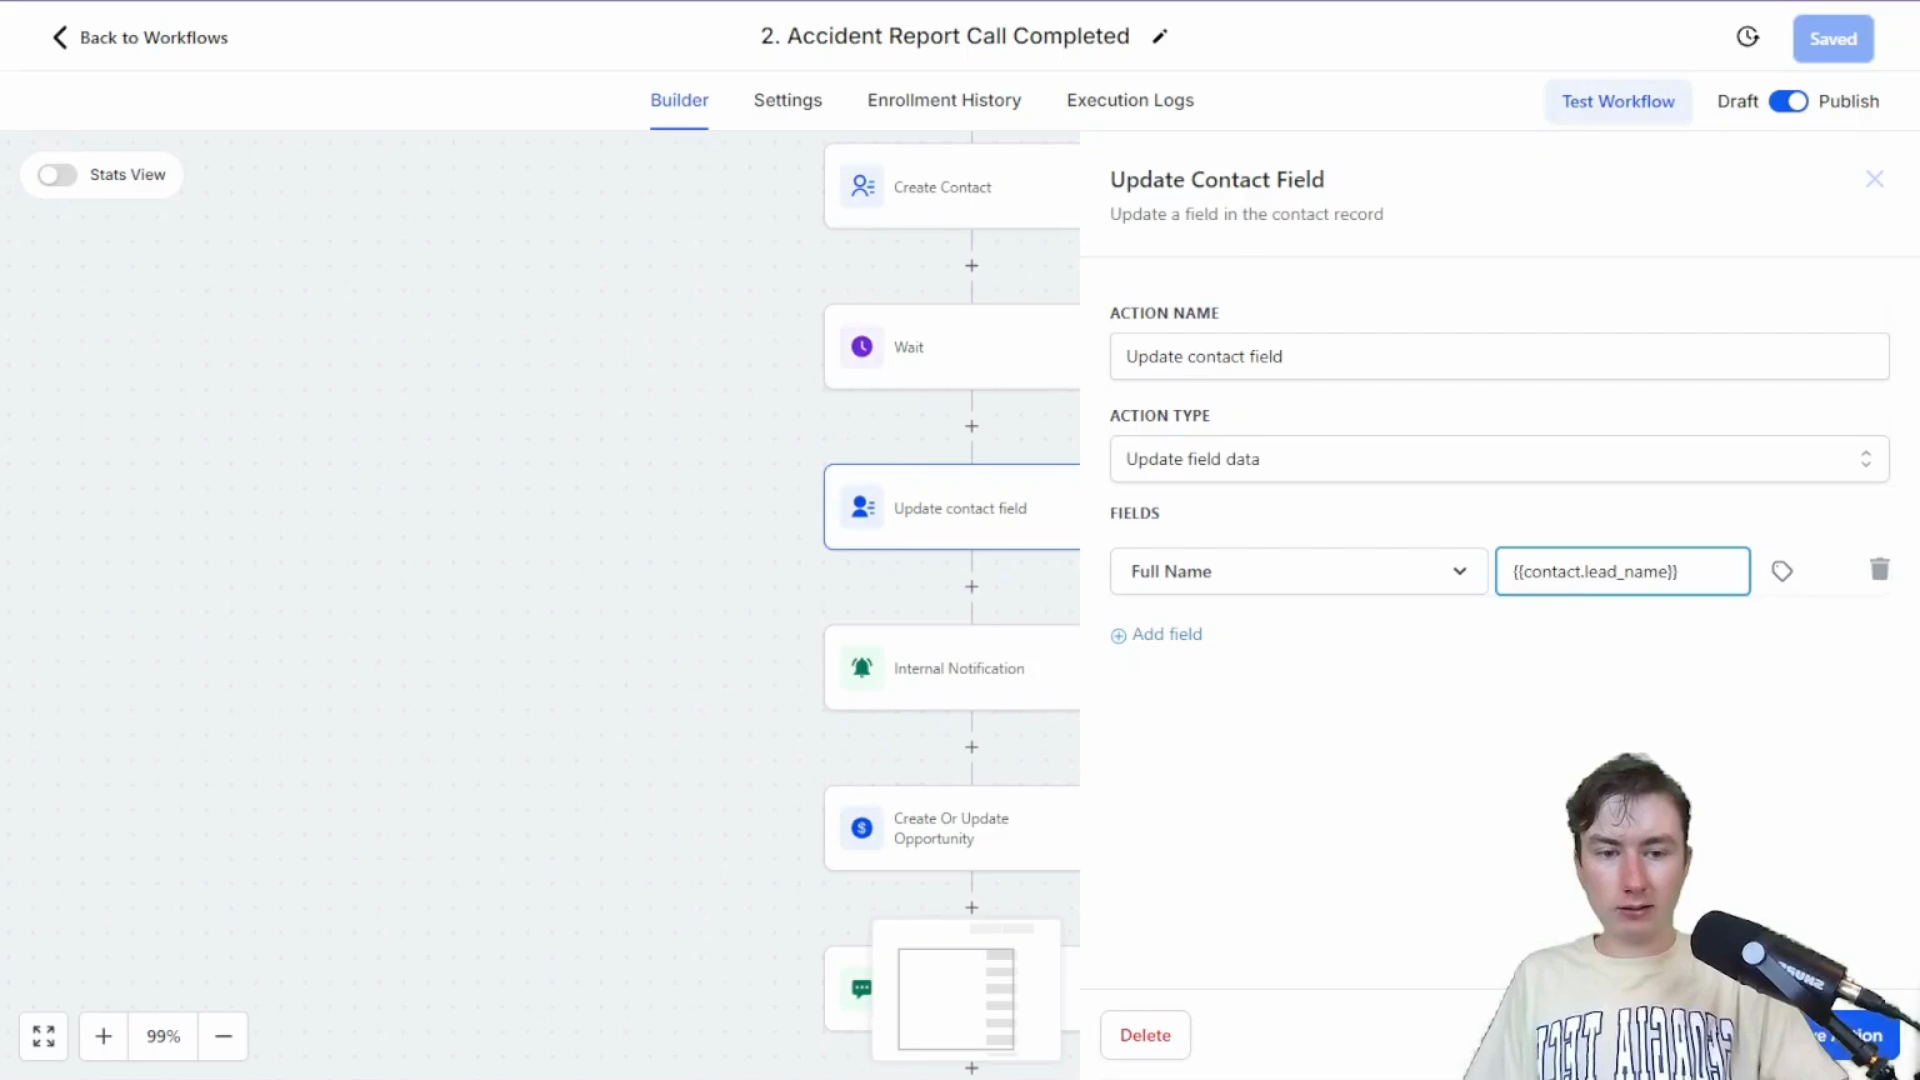 Back to Workflows
2. Accident Report Call Completed
Saved
Builder
Settings
Enrollment History
Execution Logs
Test Workflow
Draft
Publish
Stats View
Create Contact
Wait
Update contact field
Internal Notification
Create Or Update
Opportunity
99%
Update Contact Field
Update a field in the contact record
ACTION NAME
Update contact field
ACTION TYPE
Update field data
FIELDS
Full Name
{{contact.lead_name}}
Add field
Delete